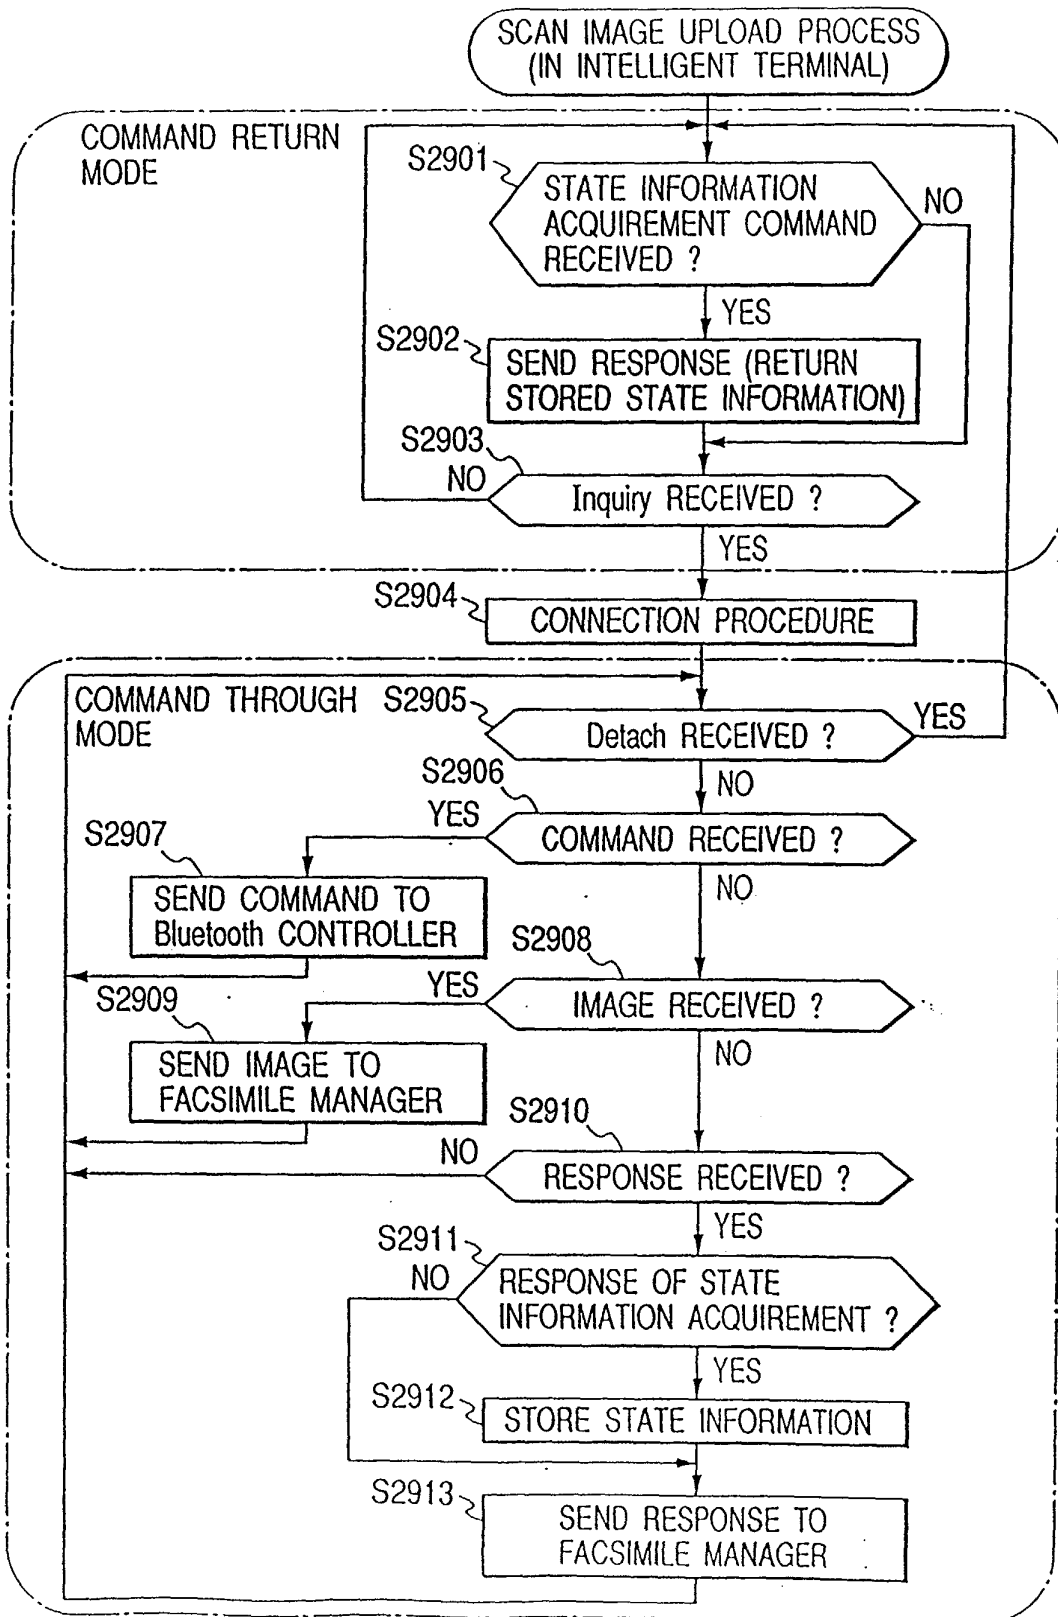 SCAN IMAGE UPLOAD PROCESS
(IN INTELLIGENT TERMINAL)
COMMAND RETURN
MODE
S2901
STATE INFORMATION
ACQUIREMENT COMMAND
RECEIVED ?
NO
YES
S2902
SEND RESPONSE (RETURN
STORED STATE INFORMATION)
S2903
NO
Inquiry RECEIVED ?
YES
S2904
CONNECTION PROCEDURE
COMMAND THROUGH
MODE
S2905
Detach RECEIVED ?
YES
NO
S2906
YES
COMMAND RECEIVED ?
NO
S2907
SEND COMMAND TO
Bluetooth CONTROLLER
S2908
YES
IMAGE RECEIVED ?
NO
S2909
SEND IMAGE TO
FACSIMILE MANAGER
S2910
NO
RESPONSE RECEIVED ?
YES
S2911
NO
RESPONSE OF STATE
INFORMATION ACQUIREMENT ?
YES
S2912
STORE STATE INFORMATION
S2913
SEND RESPONSE TO
FACSIMILE MANAGER